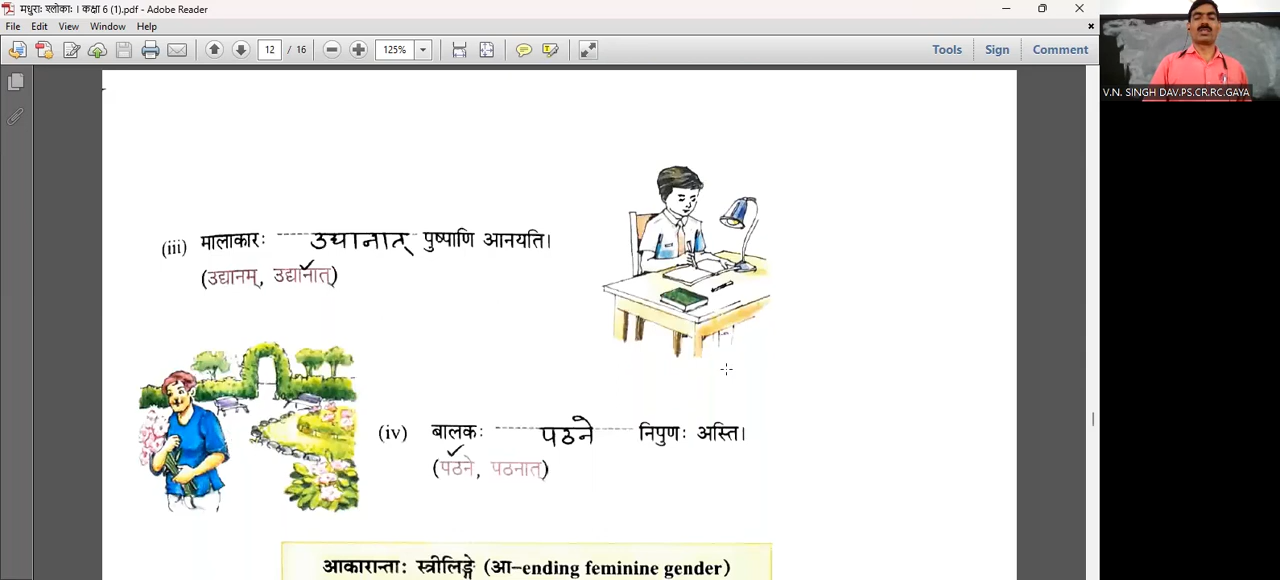 मधुराः श्लोकाः । कक्षा 6 (1).pdf - Adobe Reader
File Edit View Window Help
12 / 16 125% Tools Sign Comment
V.N. SINGH DAV.PS.CR.RC.GAYA
(iii) मालाकारः उद्यानात् पुष्पाणि आनयति।
(उद्यानम्, उद्यानात्)
(iv) बालकः पठने निपुणः अस्ति।
(पठने, पठनात्)
आकारान्ताः स्त्रीलिङ्गे (आ-ending feminine gender)